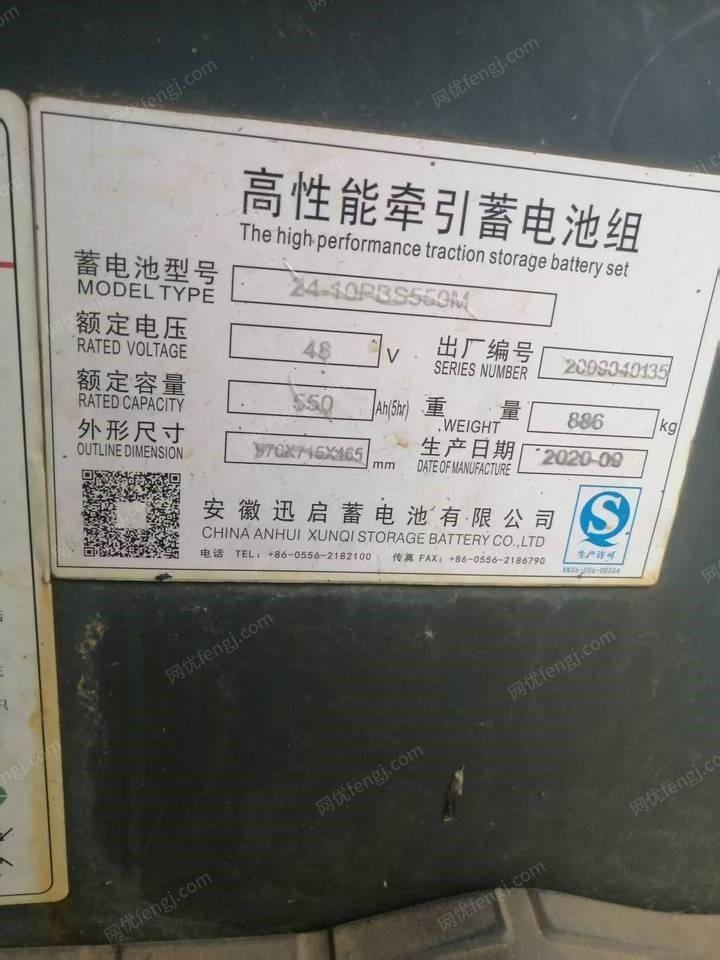 高性能牵引蓄电池组
The high performance traction storage battery set
蓄电池型号 24-10PBS550M
MODEL TYPE
额定电压 48 V 出厂编号 2009040135
RATED VOLTAGE SERIES NUMBER
额定容量 550 Ah(5hr) 重量 886 kg
RATED CAPACITY WEIGHT
外形尺寸 970X715X465 mm 生产日期 2020-09
OUTLINE DIMENSION DATE OF MANUFACTURE
安徽迅启蓄电池有限公司
CHINA ANHUI XUNQI STORAGE BATTERY CO.,LTD
电话 TEL: +86-0556-2182100 传真 FAX: +86-0556-2186790
生产许可
XK06-006-00504
网优fengj.com